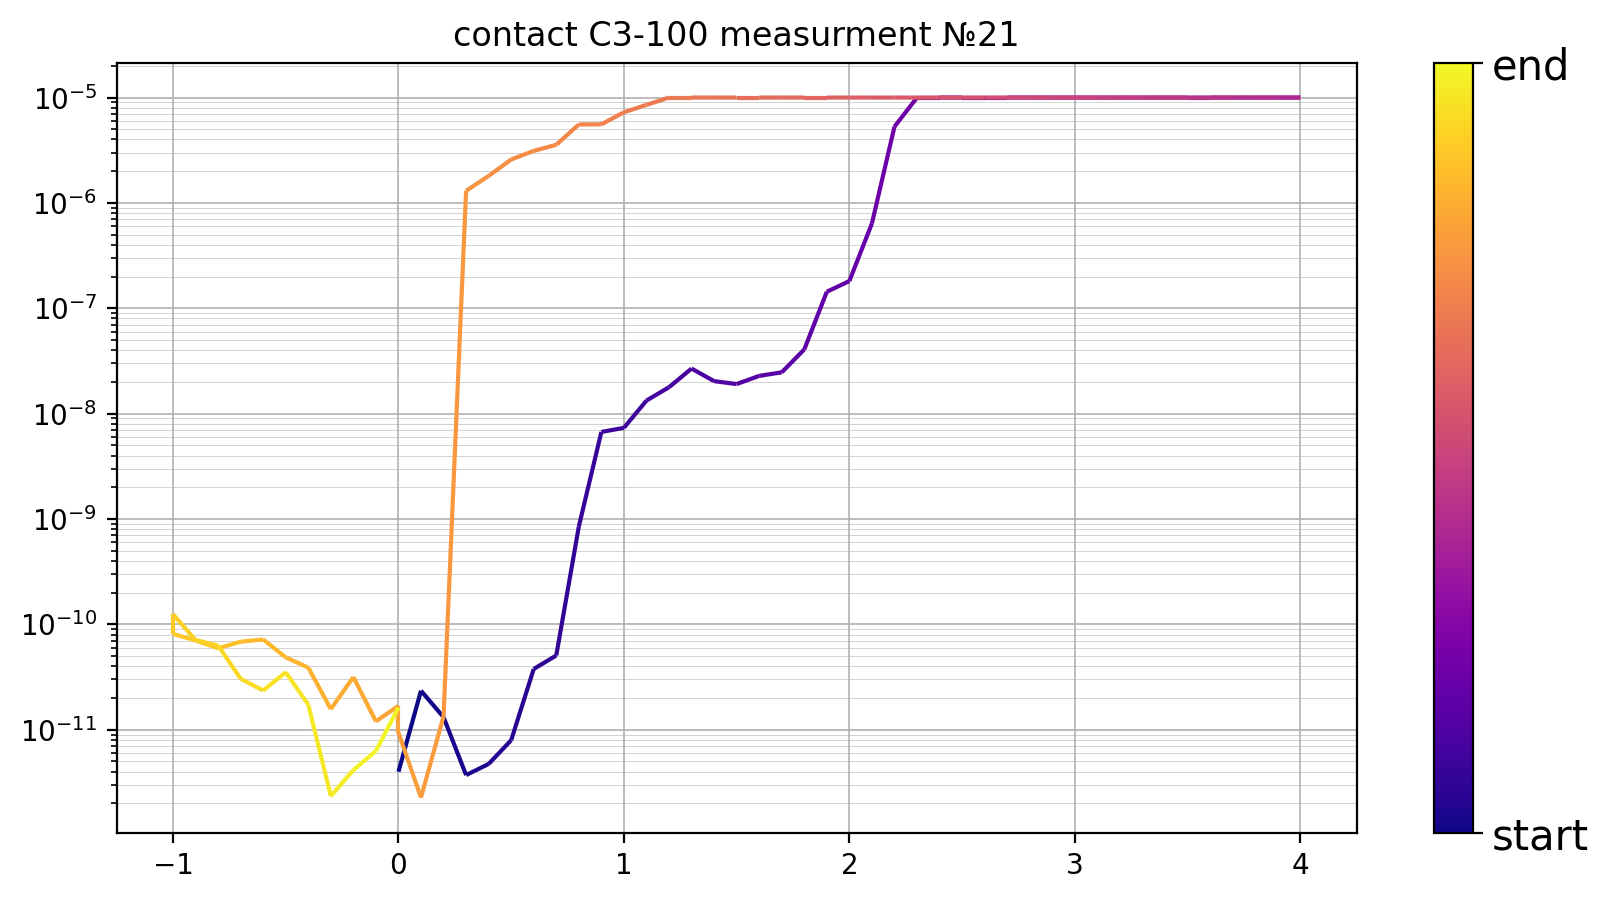 contact C3-100 measurment №21
10⁻⁵
10⁻⁶
10⁻⁷
10⁻⁸
10⁻⁹
10⁻¹⁰
10⁻¹¹
−1 0 1 2 3 4
end
start